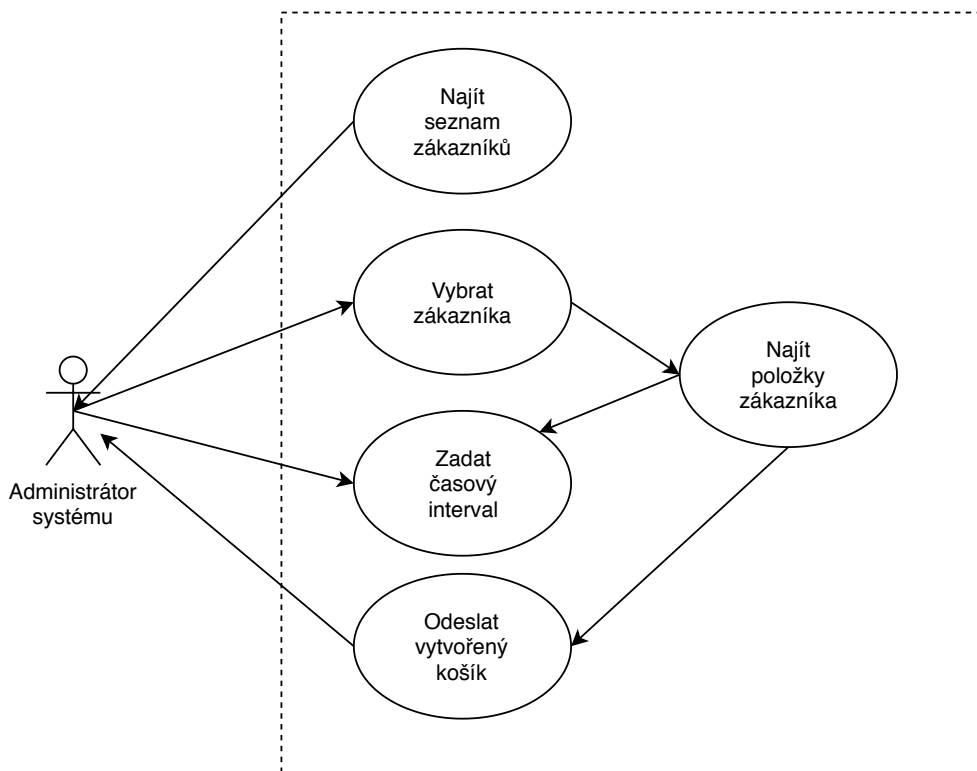 Najít
seznam
zákazníků
Vybrat
zákazníka
Najít
položky
zákazníka
Zadat
časový
interval
Administrátor
systému
Odeslat
vytvořený
košík